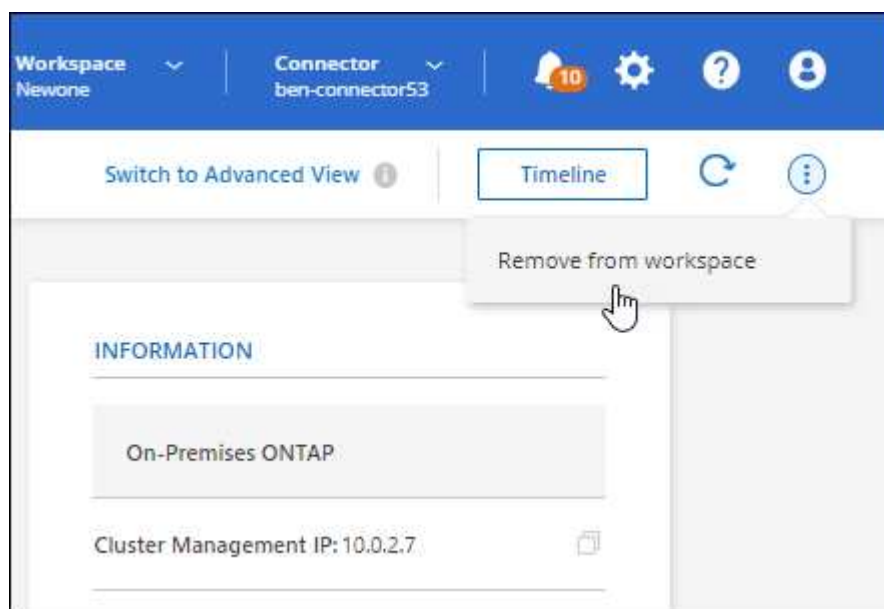 Workspace
Newone
Connector
ben-connector53
10
Switch to Advanced View
Timeline
Remove from workspace
INFORMATION
On-Premises ONTAP
Cluster Management IP: 10.0.2.7